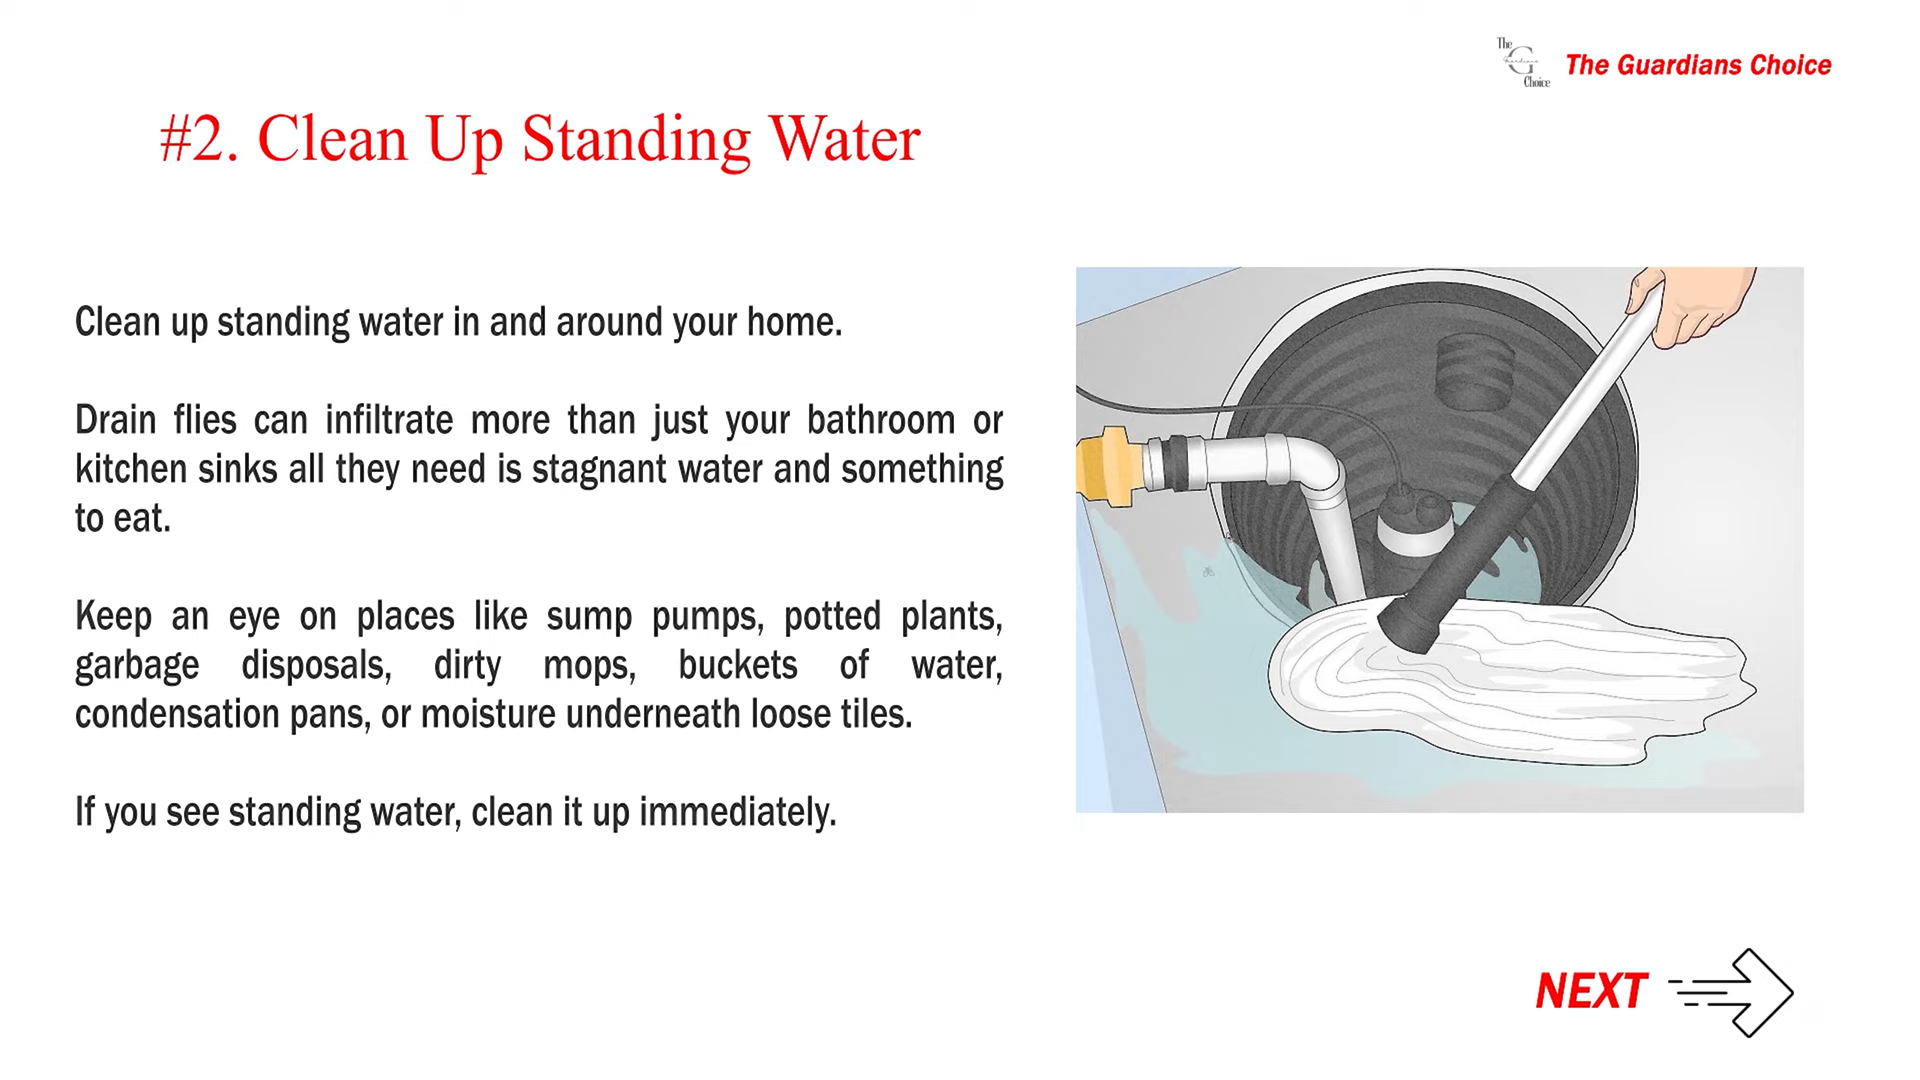 The
G
Choice
The Guardians Choice
#2. Clean Up Standing Water
Clean up standing water in and around your home.
Drain flies can infiltrate more than just your bathroom or
kitchen sinks all they need is stagnant water and something
to eat.
Keep an eye on places like sump pumps, potted plants,
garbage disposals, dirty mops, buckets of water,
condensation pans, or moisture underneath loose tiles.
If you see standing water, clean it up immediately.
NEXT